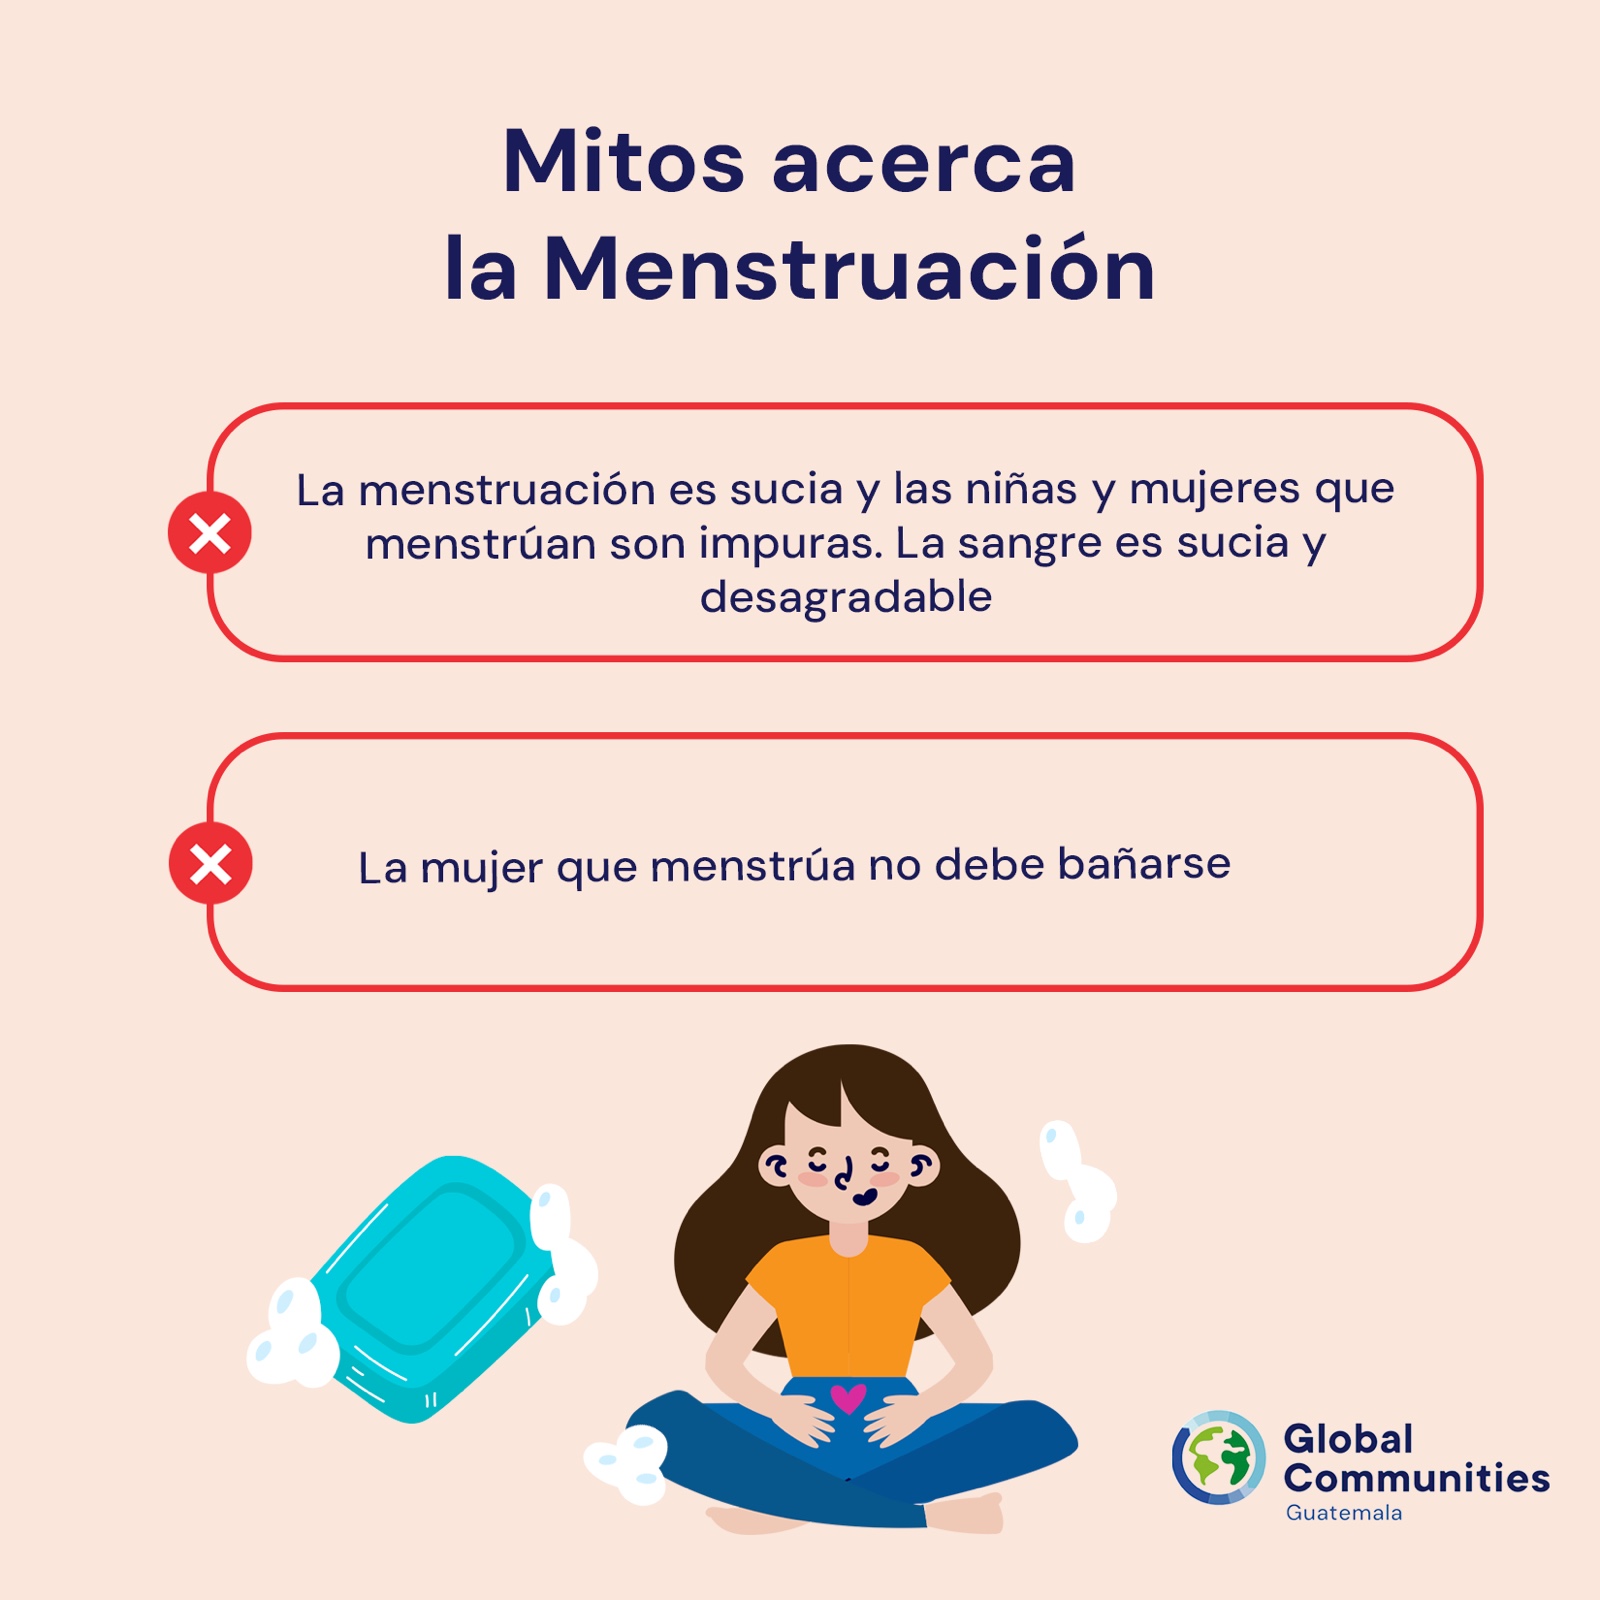 Mitos acerca
la Menstruación
La menstruación es sucia y las niñas y mujeres que
menstrúan son impuras. La sangre es sucia y
desagradable
La mujer que menstrúa no debe bañarse
Global
Communities
Guatemala